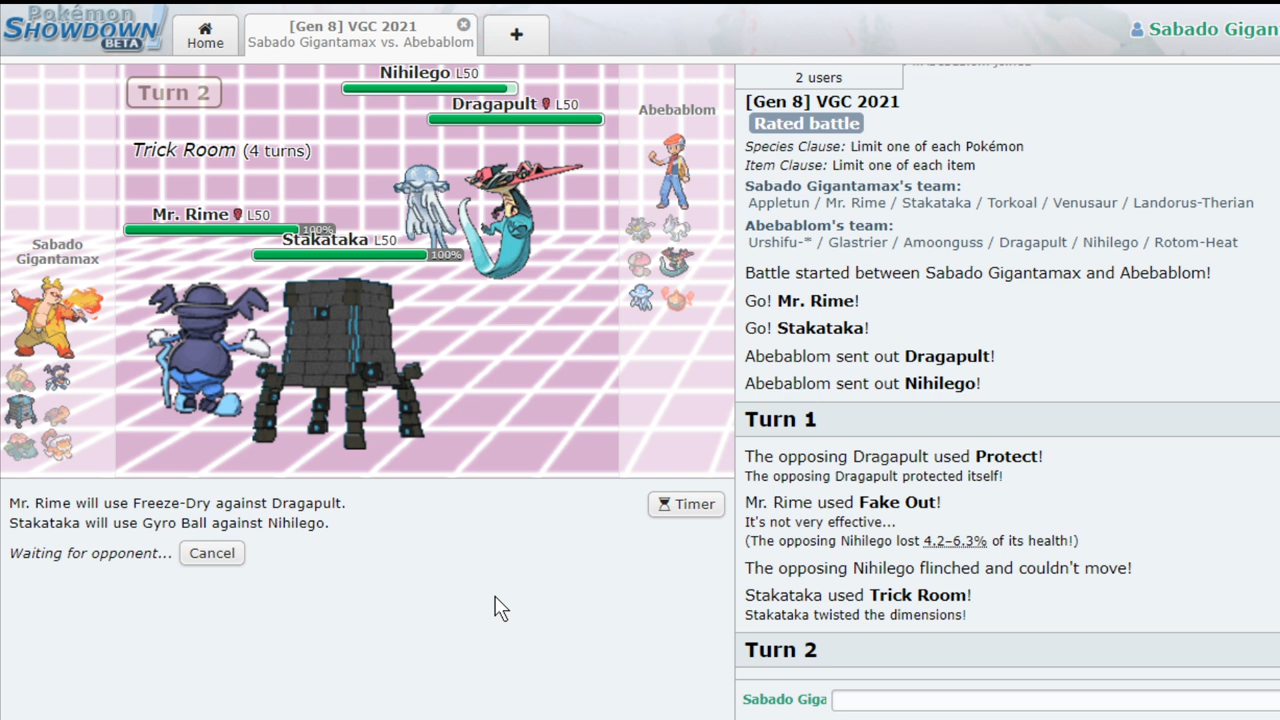 Pokémon
SHOWDOWN!
BETA
Home
[Gen 8] VGC 2021
Sabado Gigantamax vs. Abebablom
+
Sabado Gigan
Turn 2
Nihilego L50
Dragapult L50
Trick Room (4 turns)
Mr. Rime L50
100%
Stakataka L50
100%
Sabado
Gigantamax
Abebablom
Mr. Rime will use Freeze-Dry against Dragapult.
Stakataka will use Gyro Ball against Nihilego.
Waiting for opponent... Cancel
Timer
2 users
[Gen 8] VGC 2021
Rated battle
Species Clause: Limit one of each Pokémon
Item Clause: Limit one of each item
Sabado Gigantamax's team:
Appletun / Mr. Rime / Stakataka / Torkoal / Venusaur / Landorus-Therian
Abebablom's team:
Urshifu-* / Glastrier / Amoonguss / Dragapult / Nihilego / Rotom-Heat
Battle started between Sabado Gigantamax and Abebablom!
Go! Mr. Rime!
Go! Stakataka!
Abebablom sent out Dragapult!
Abebablom sent out Nihilego!
Turn 1
The opposing Dragapult used Protect!
The opposing Dragapult protected itself!
Mr. Rime used Fake Out!
It's not very effective...
(The opposing Nihilego lost 4.2–6.3% of its health!)
The opposing Nihilego flinched and couldn't move!
Stakataka used Trick Room!
Stakataka twisted the dimensions!
Turn 2
Sabado Giga